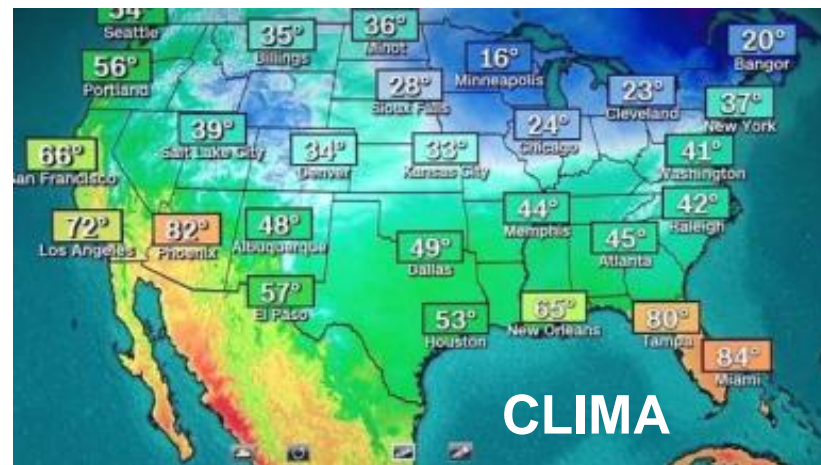 54°
Seattle
56°
Portland
35°
Billings
36°
Minot
16°
Minneapolis
20°
Bangor
28°
Sioux Falls
23°
Cleveland
37°
New York
39°
Salt Lake City
34°
Denver
33°
Kansas City
24°
Chicago
41°
Washington
66°
San Francisco
72°
Los Angeles
82°
Phoenix
48°
Albuquerque
44°
Memphis
42°
Raleigh
49°
Dallas
45°
Atlanta
57°
El Paso
53°
Houston
65°
New Orleans
80°
Tampa
84°
Miami
CLIMA